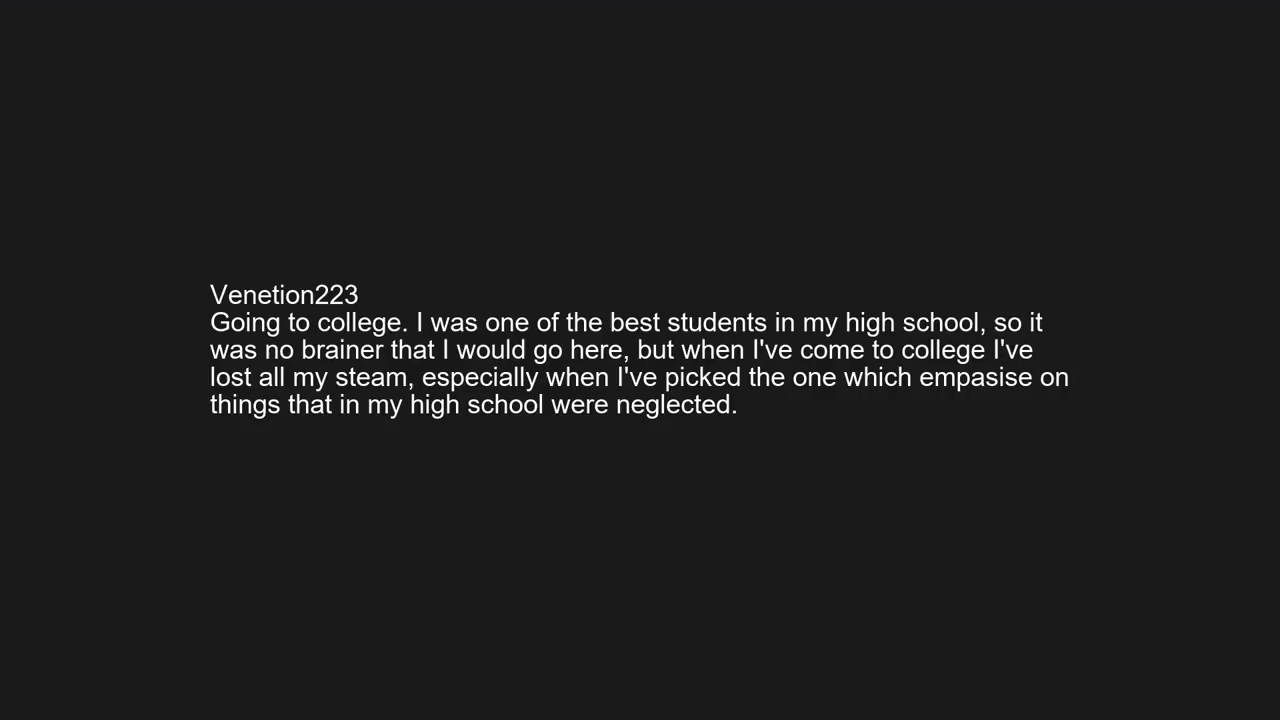 Venetion223
Going to college. I was one of the best students in my high school, so it
was no brainer that I would go here, but when I've come to college I've
lost all my steam, especially when I've picked the one which empasise on
things that in my high school were neglected.